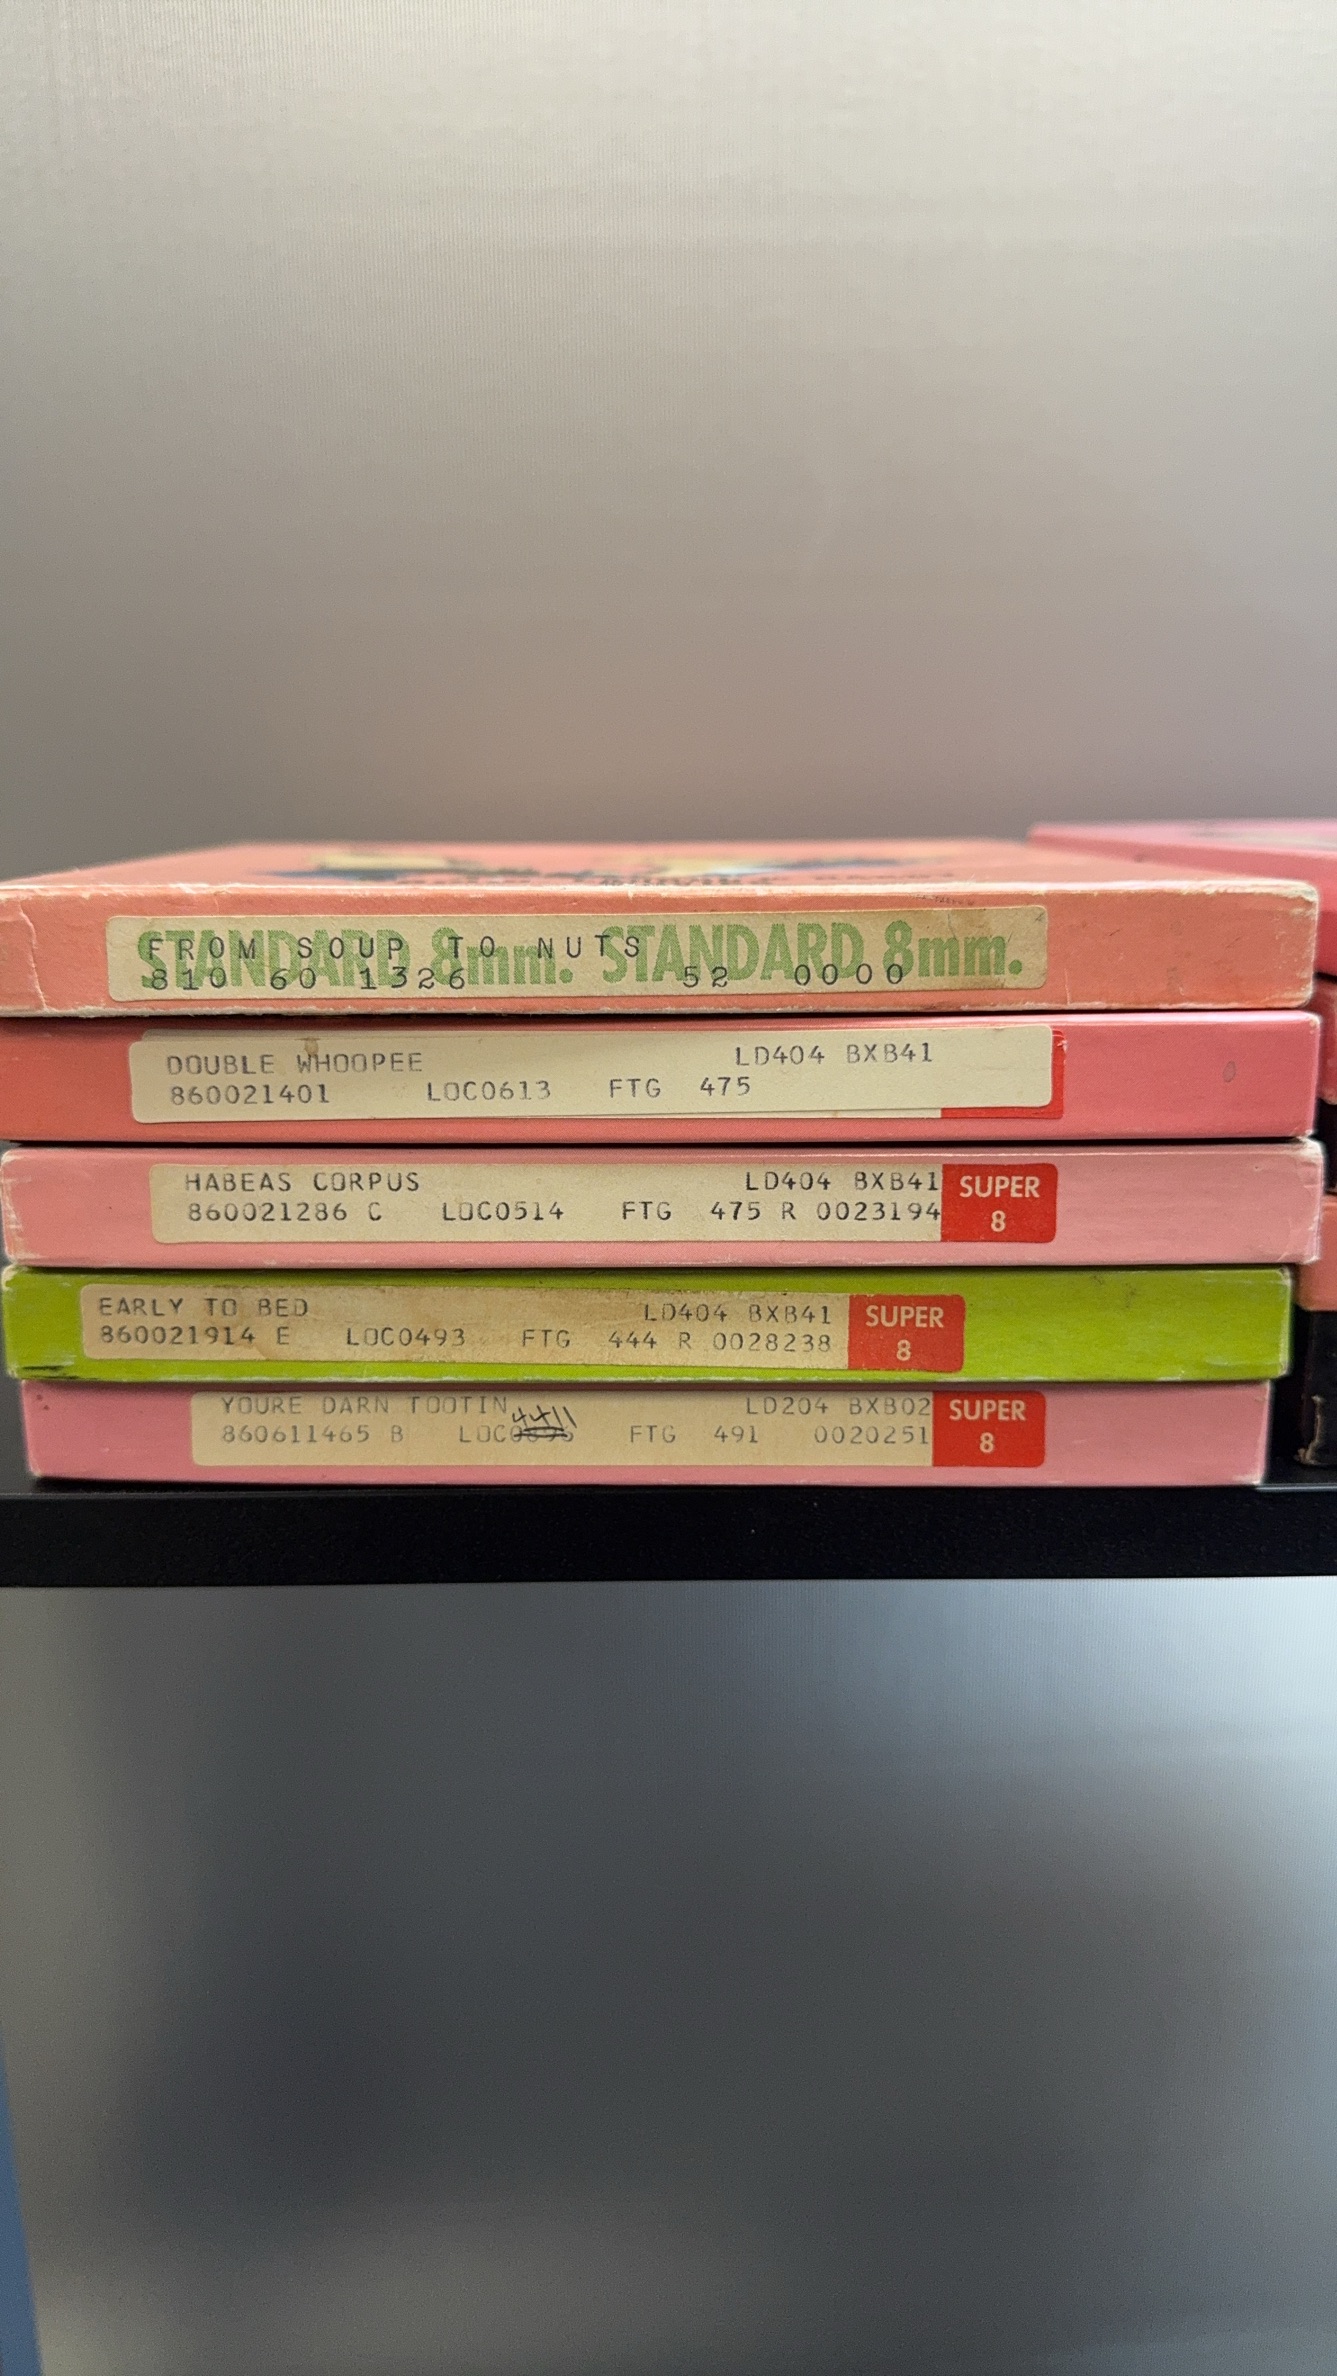 STANDARD 8mm. STANDARD 8mm.
FROM SOUP TO NUTS
810 60 1326 52 0000
DOUBLE WHOOPEE LD404 BXB41
860021401 LOC0613 FTG 475
HABEAS CORPUS LD404 BXB41
860021286 C LOC0514 FTG 475 R 0023194
SUPER
8
EARLY TO BED LD404 BXB41
860021914 E LOC0493 FTG 444 R 0028238
SUPER
8
YOURE DARN TOOTIN LD204 BXB02
4411
860611465 B FTG 491 0020251
SUPER
8